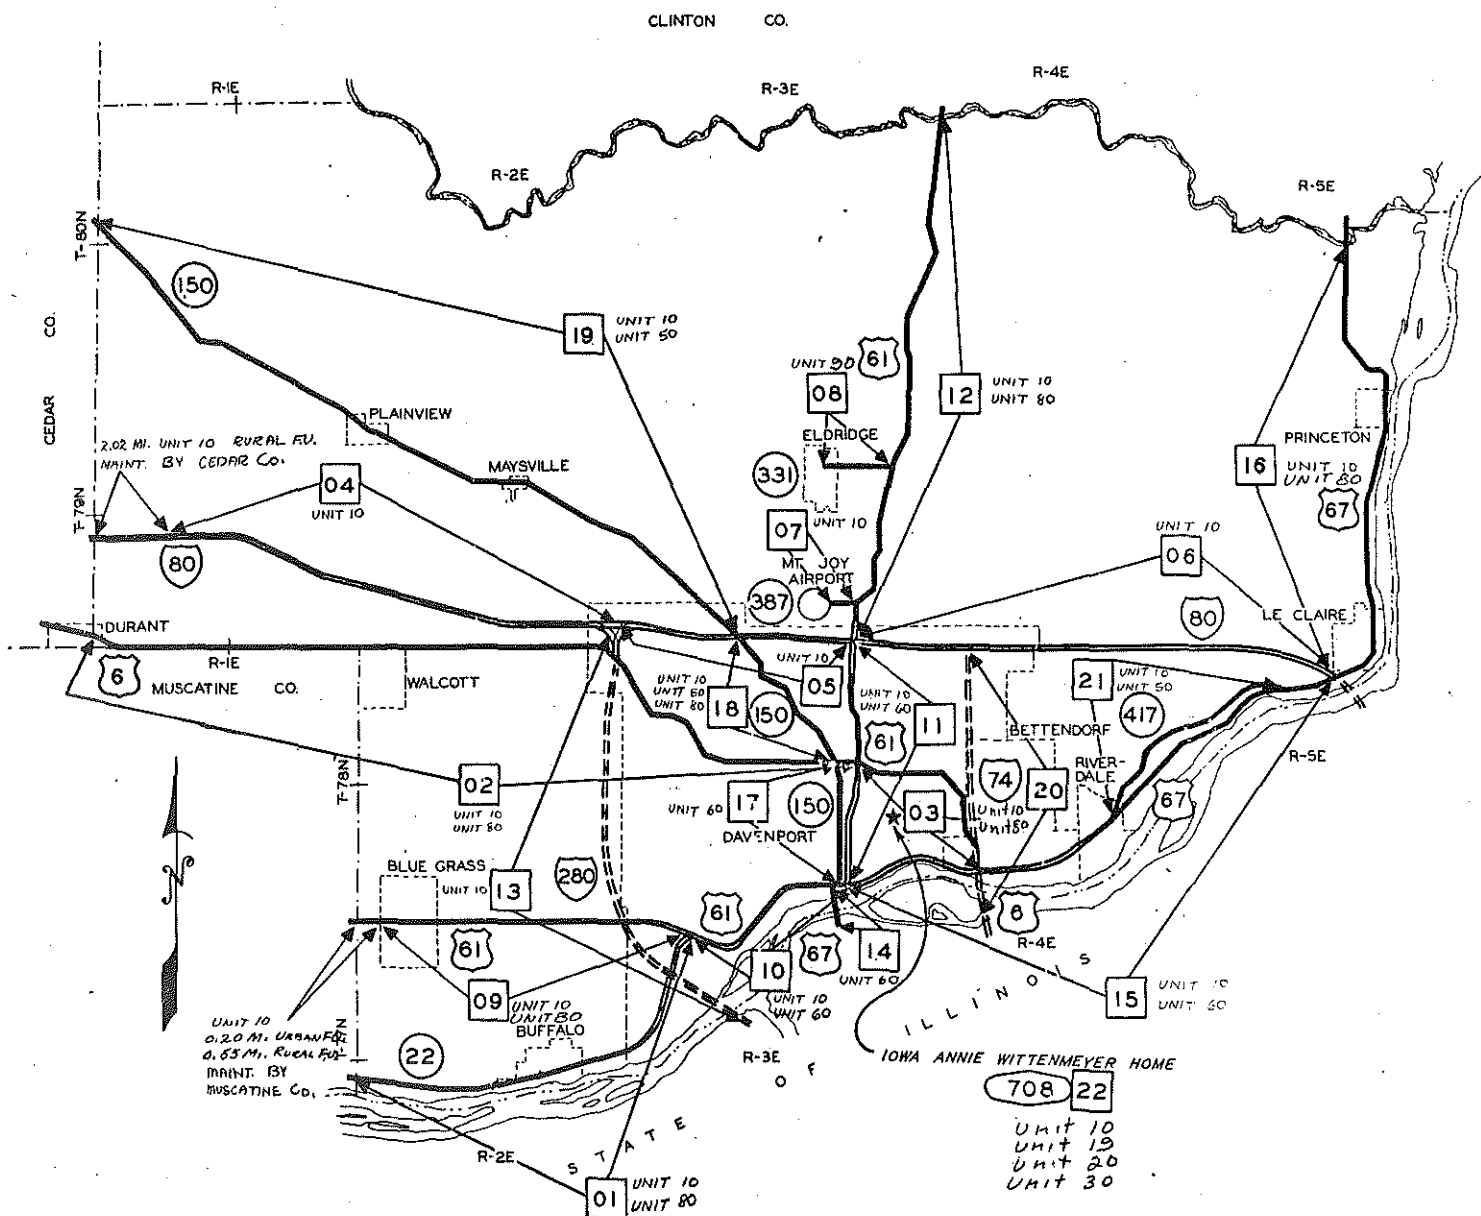 CLINTON CO.
R-1E
R-3E
R-4E
R-2E
R-5E
T-80N
150
CEDAR CO.
19
UNIT 10
UNIT 50
61
UNIT 90
08
12
UNIT 10
UNIT 80
PLAINVIEW
ELDRIDGE
PRINCETON
2.02 MI. UNIT 10 RURAL F.U.
MAINT. BY CEDAR CO.
MAYSVILLE
331
16
UNIT 10
UNIT 80
04
UNIT 10
67
T-79N
UNIT 10
07
UNIT 10
06
80
MT. JOY
AIRPORT
387
80
LE CLAIRE
DURANT
6
R-1E
MUSCATINE CO.
WALCOTT
UNIT 10
UNIT 60
UNIT 80
18
150
UNIT 10
05
UNIT 10
UNIT 60
11
61
21
UNIT 10
UNIT 50
417
BETTENDORF
RIVER-
DALE
R-5E
T-78N
02
UNIT 10
UNIT 80
UNIT 60
17
150
03
74
Unit 10
Unit 80
20
67
DAVENPORT
BLUE GRASS
UNIT 10
13
280
61
6
R-4E
61
67
14
UNIT 60
10
UNIT 10
UNIT 60
15
UNIT 10
UNIT 60
09
UNIT 10
UNIT 80
BUFFALO
UNIT 10
0.20 MI. URBAN F.U.
0.65 MI. RURAL F.U.
MAINT. BY
MUSCATINE CO.
22
R-3E
STATE OF ILLINOIS
IOWA ANNIE WITTENMEYER HOME
708 22
Unit 10
Unit 19
Unit 20
Unit 30
R-2E
01
UNIT 10
UNIT 80
N